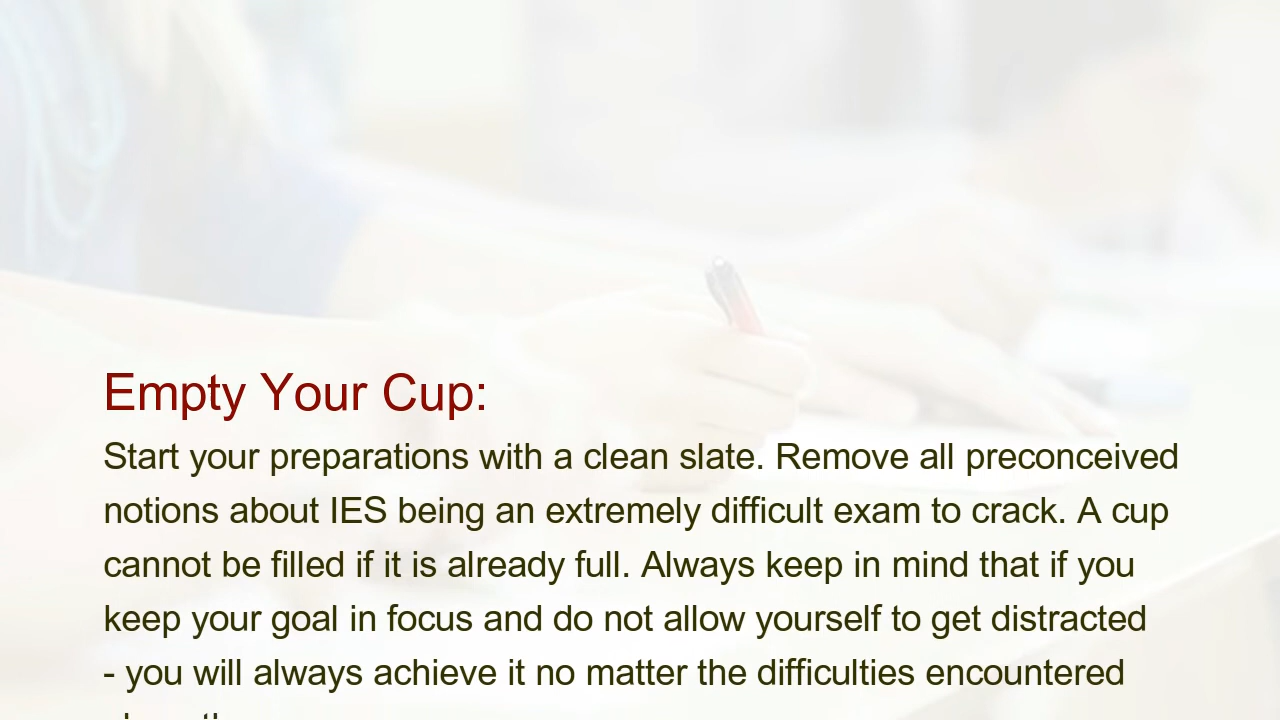 Empty Your Cup:
Start your preparations with a clean slate. Remove all preconceived
notions about IES being an extremely difficult exam to crack. A cup
cannot be filled if it is already full. Always keep in mind that if you
keep your goal in focus and do not allow yourself to get distracted
- you will always achieve it no matter the difficulties encountered